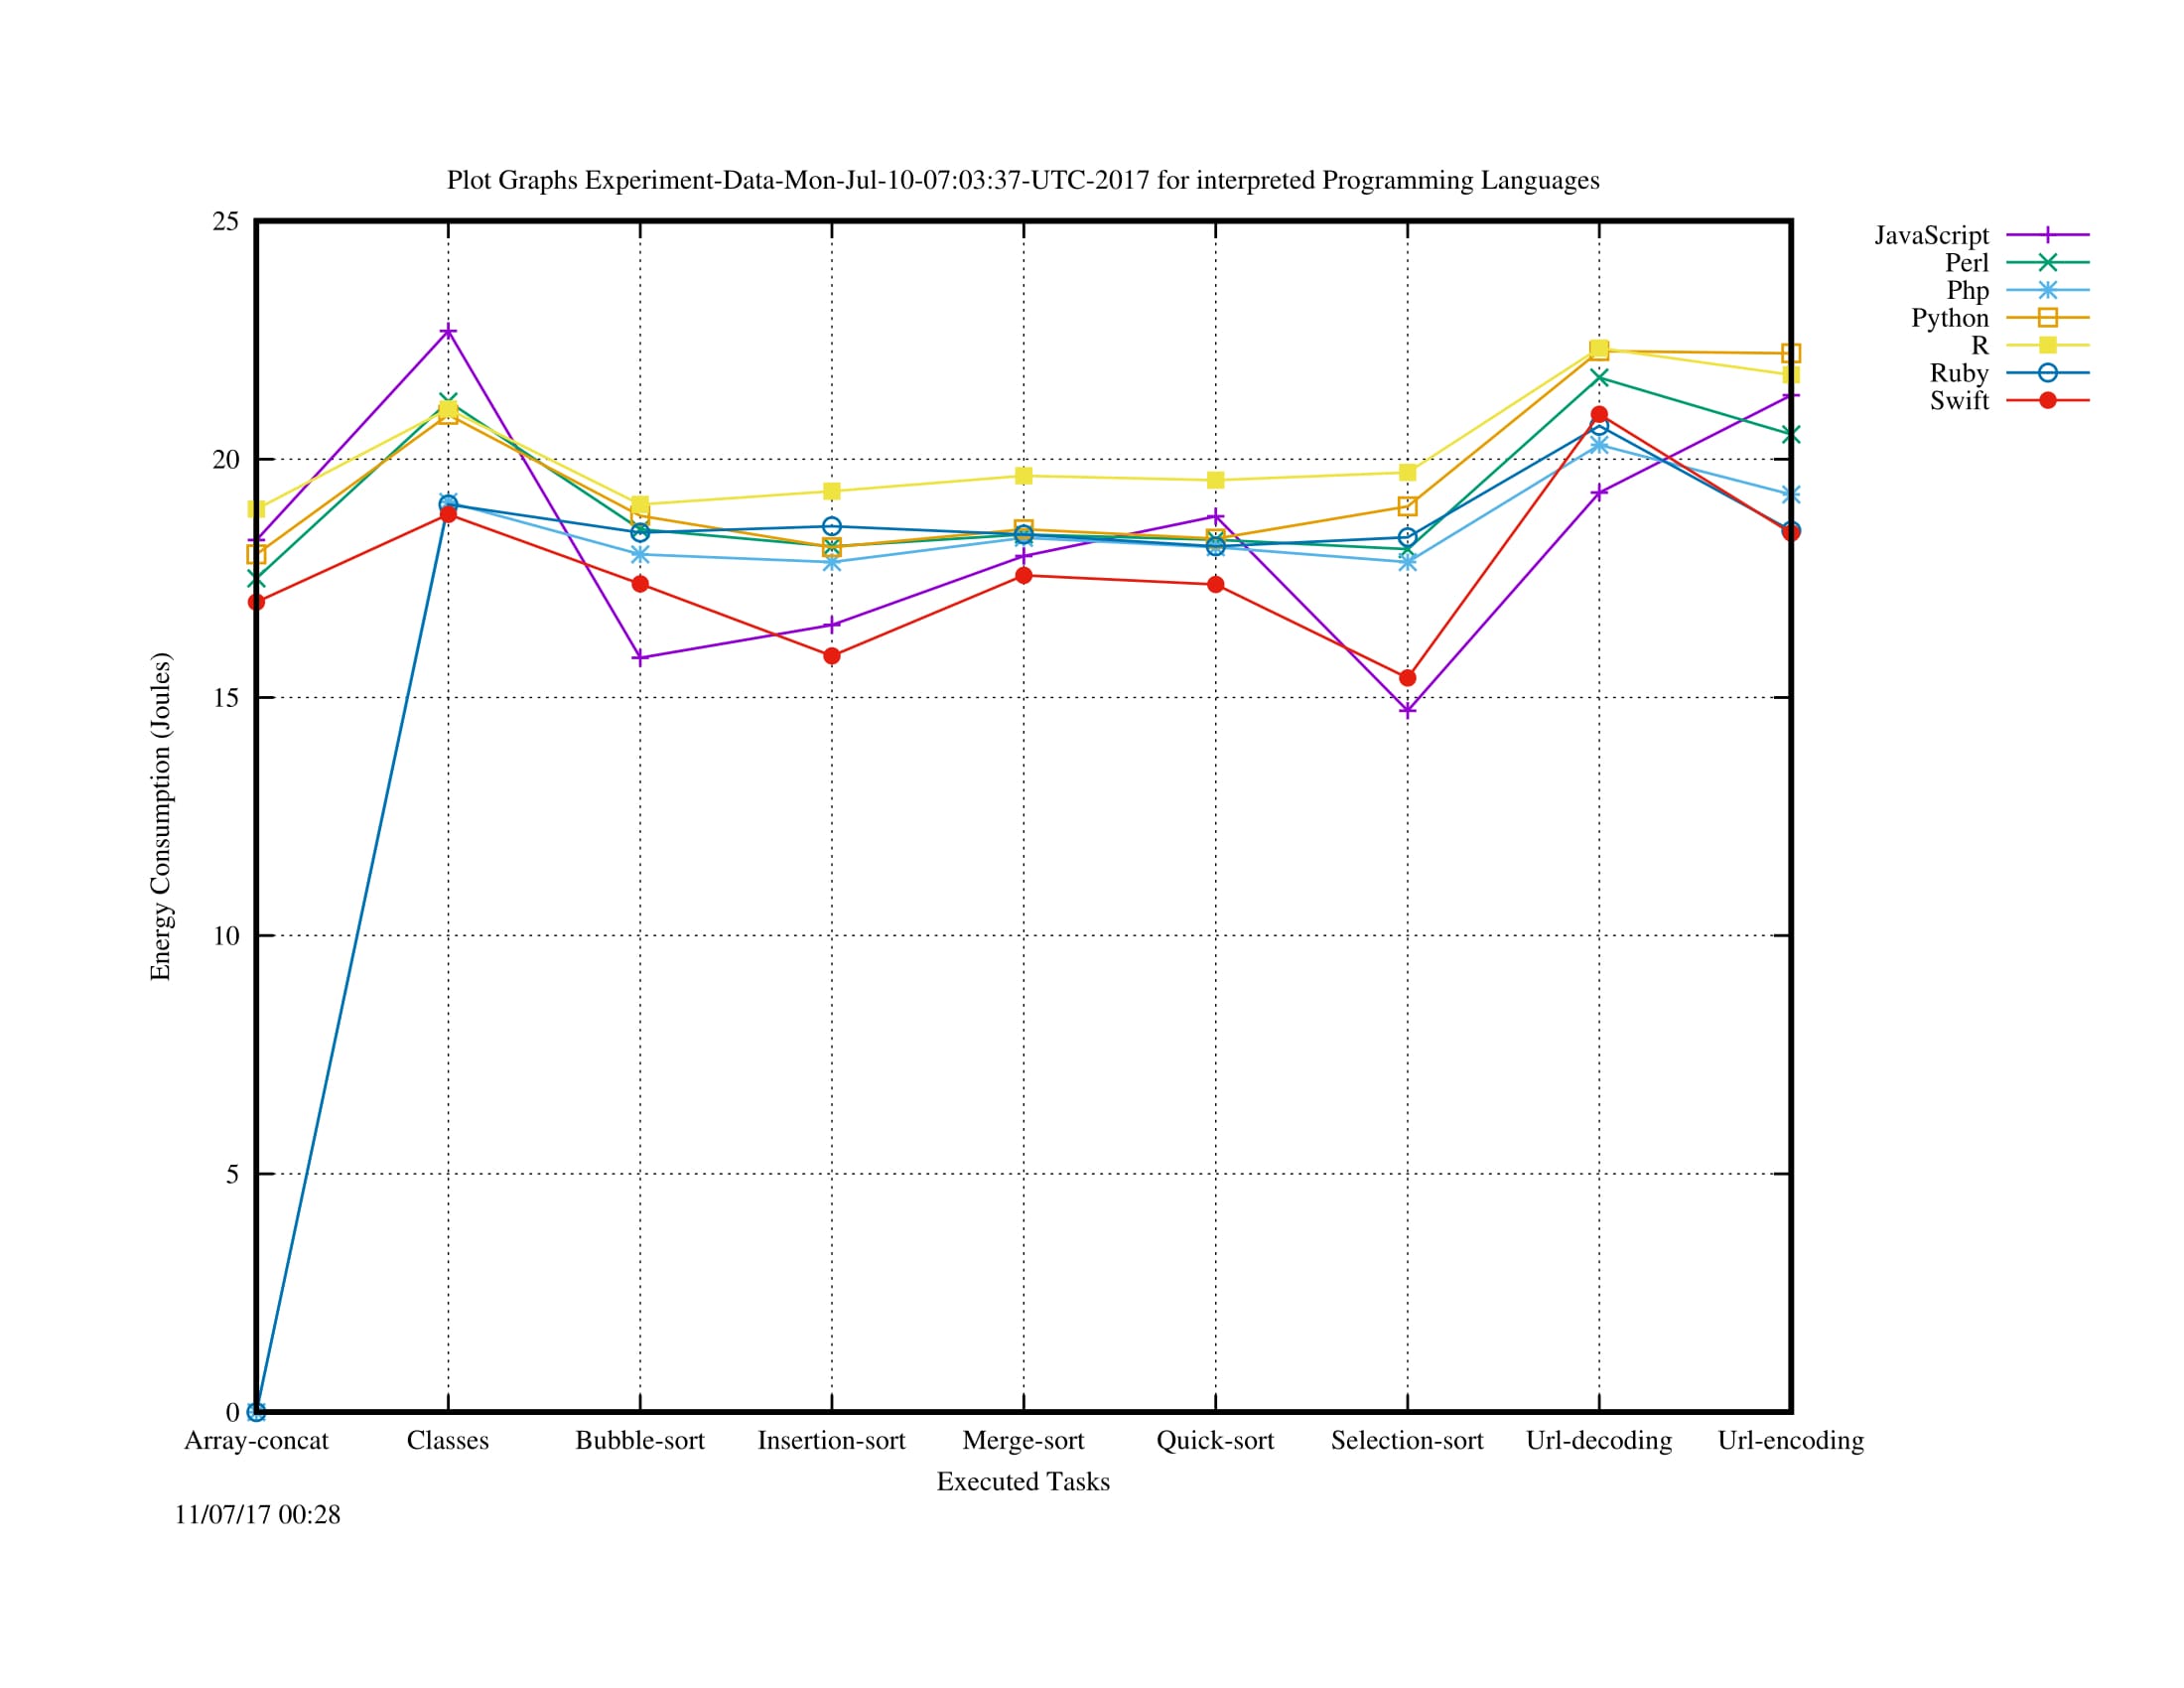 Plot Graphs Experiment-Data-Mon-Jul-10-07:03:37-UTC-2017 for interpreted Programming Languages
25
20
15
10
5
0
Energy Consumption (Joules)
JavaScript
Perl
Php
Python
R
Ruby
Swift
Array-concat Classes Bubble-sort Insertion-sort Merge-sort Quick-sort Selection-sort Url-decoding Url-encoding
Executed Tasks
11/07/17 00:28